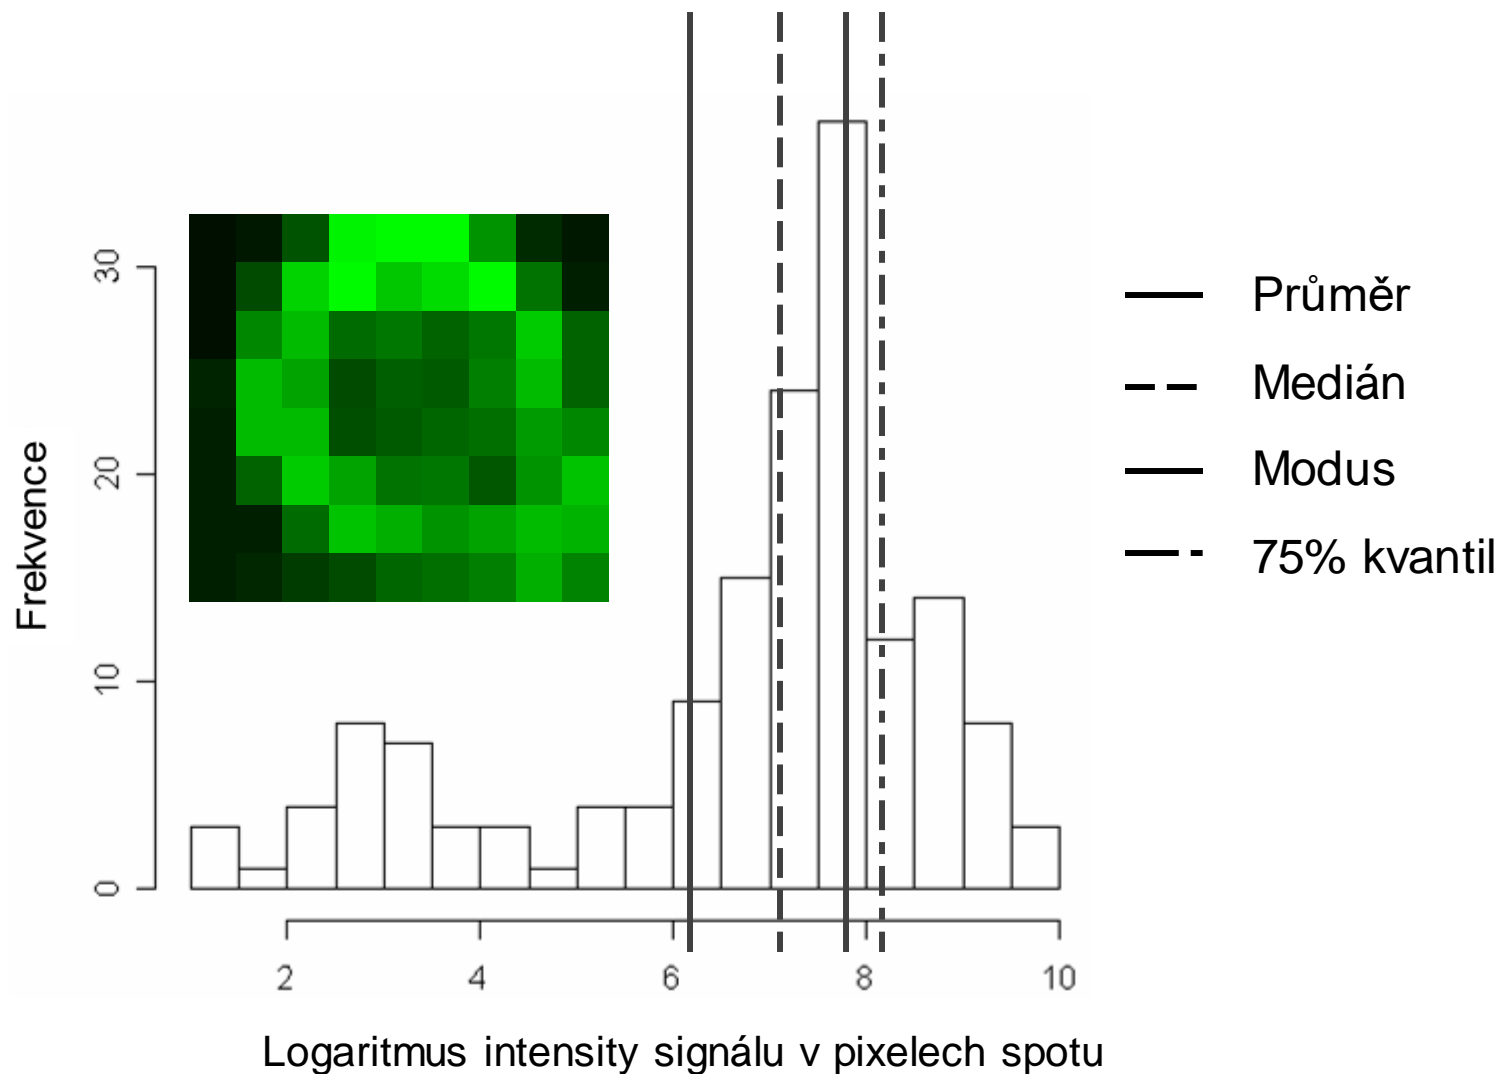 Frekvence
30
20
10
0
2 4 6 8 10
Logaritmus intensity signálu v pixelech spotu
Průměr
Medián
Modus
75% kvantil